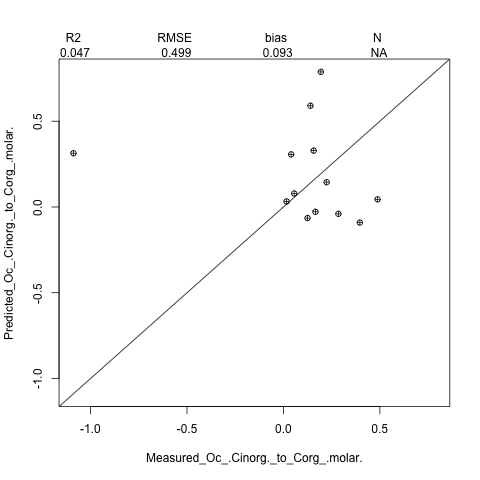 R2 RMSE bias N
0.047 0.499 0.093 NA
0.5
0.0
-0.5
-1.0
Predicted_Oc_.Cinorg._to_Corg_.molar.
-1.0 -0.5 0.0 0.5
Measured_Oc_.Cinorg._to_Corg_.molar.